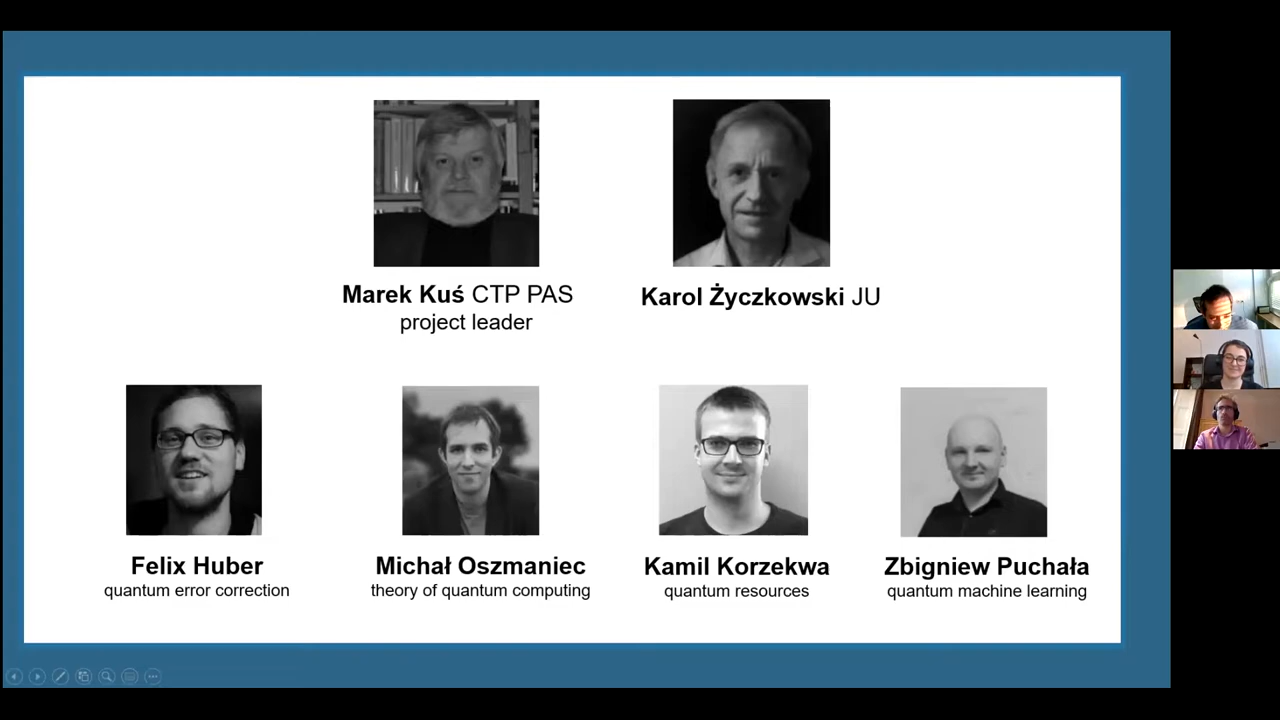 Marek Kuś CTP PAS
project leader
Karol Życzkowski JU
Felix Huber
quantum error correction
Michał Oszmaniec
theory of quantum computing
Kamil Korzekwa
quantum resources
Zbigniew Puchała
quantum machine learning